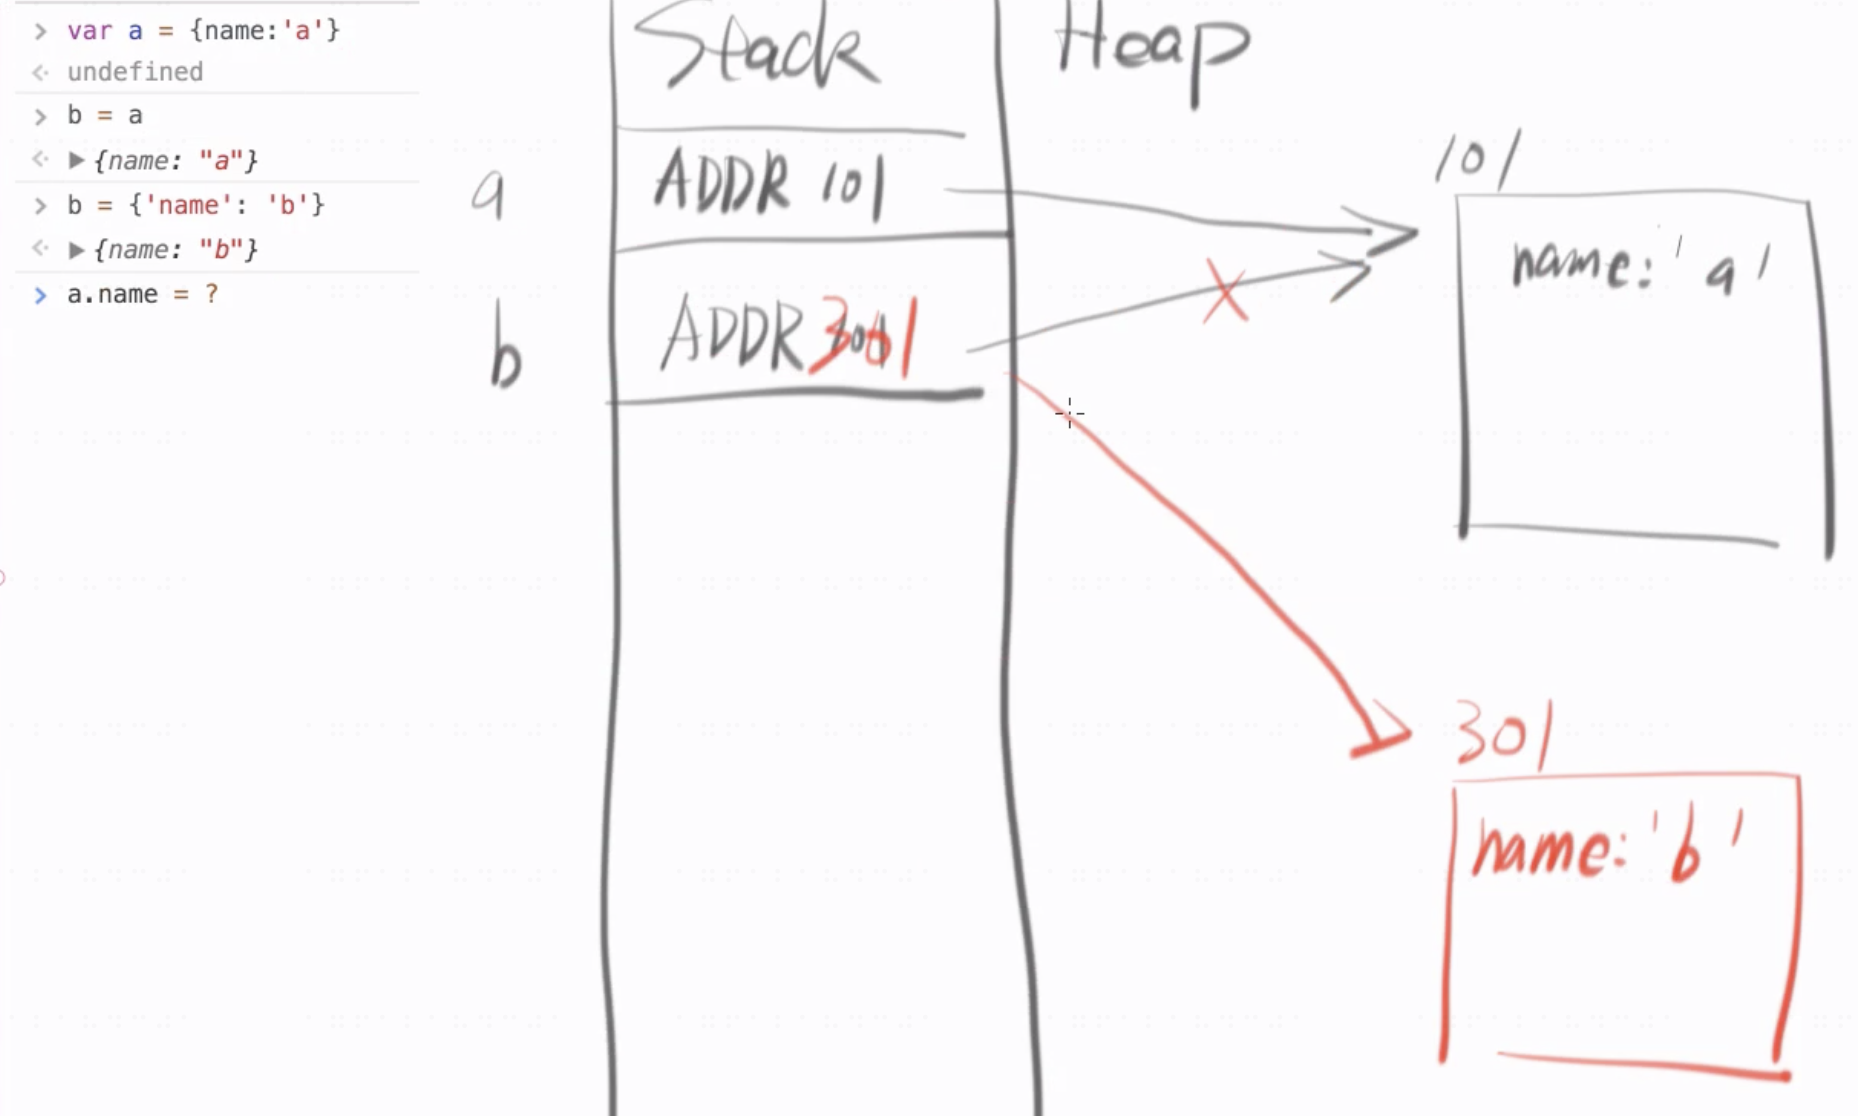 > var a = {name:'a'}
<· undefined
> b = a
<· ▶{name: "a"}
> b = {'name': 'b'}
<· ▶{name: "b"}
> a.name = ?
Stack
Heap
a
ADDR 101
101
name: 'a'
b
ADDR 301
301
name: 'b'